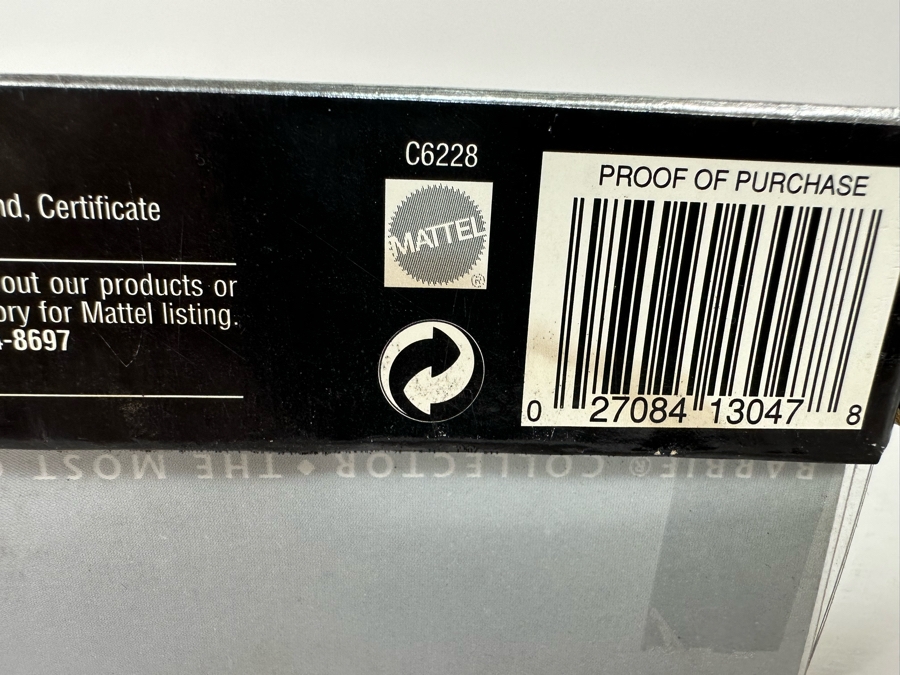 C6228
PROOF OF PURCHASE
nd, Certificate
MATTEL
®
out our products or
ory for Mattel listing.
-8697
0 27084 13047 8
BARBIE® COLLECTOR ♦ THE MOST